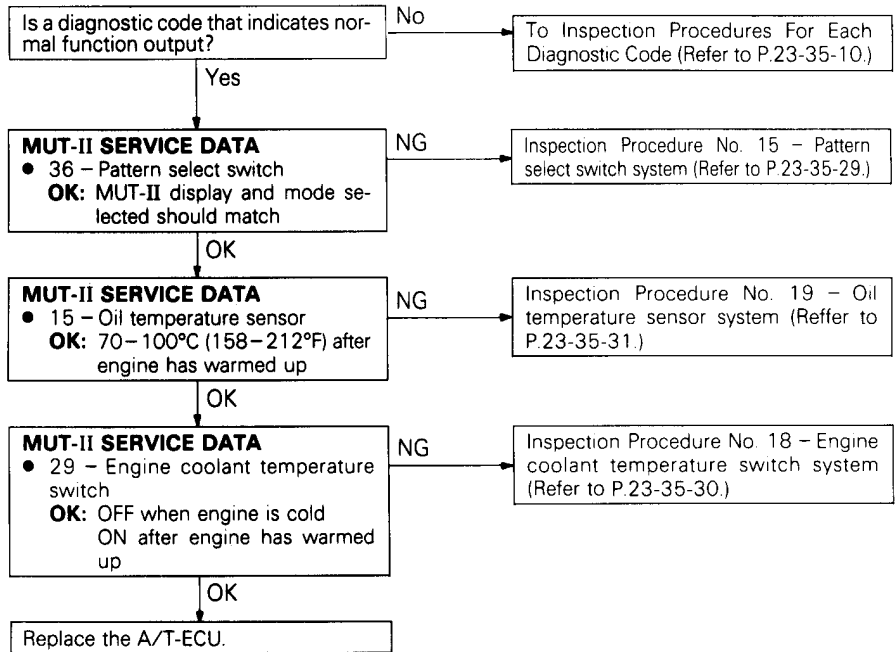 Is a diagnostic code that indicates nor-
mal function output?
No
To Inspection Procedures For Each
Diagnostic Code (Refer to P.23-35-10.)
Yes
MUT-II SERVICE DATA
● 36 – Pattern select switch
OK: MUT-II display and mode se-
lected should match
NG
Inspection Procedure No. 15 – Pattern
select switch system (Refer to P.23-35-29.)
OK
MUT-II SERVICE DATA
● 15 – Oil temperature sensor
OK: 70–100°C (158–212°F) after
engine has warmed up
NG
Inspection Procedure No. 19 – Oil
temperature sensor system (Reffer to
P.23-35-31.)
OK
MUT-II SERVICE DATA
● 29 – Engine coolant temperature
switch
OK: OFF when engine is cold
ON after engine has warmed
up
NG
Inspection Procedure No. 18 – Engine
coolant temperature switch system
(Refer to P.23-35-30.)
OK
Replace the A/T-ECU.